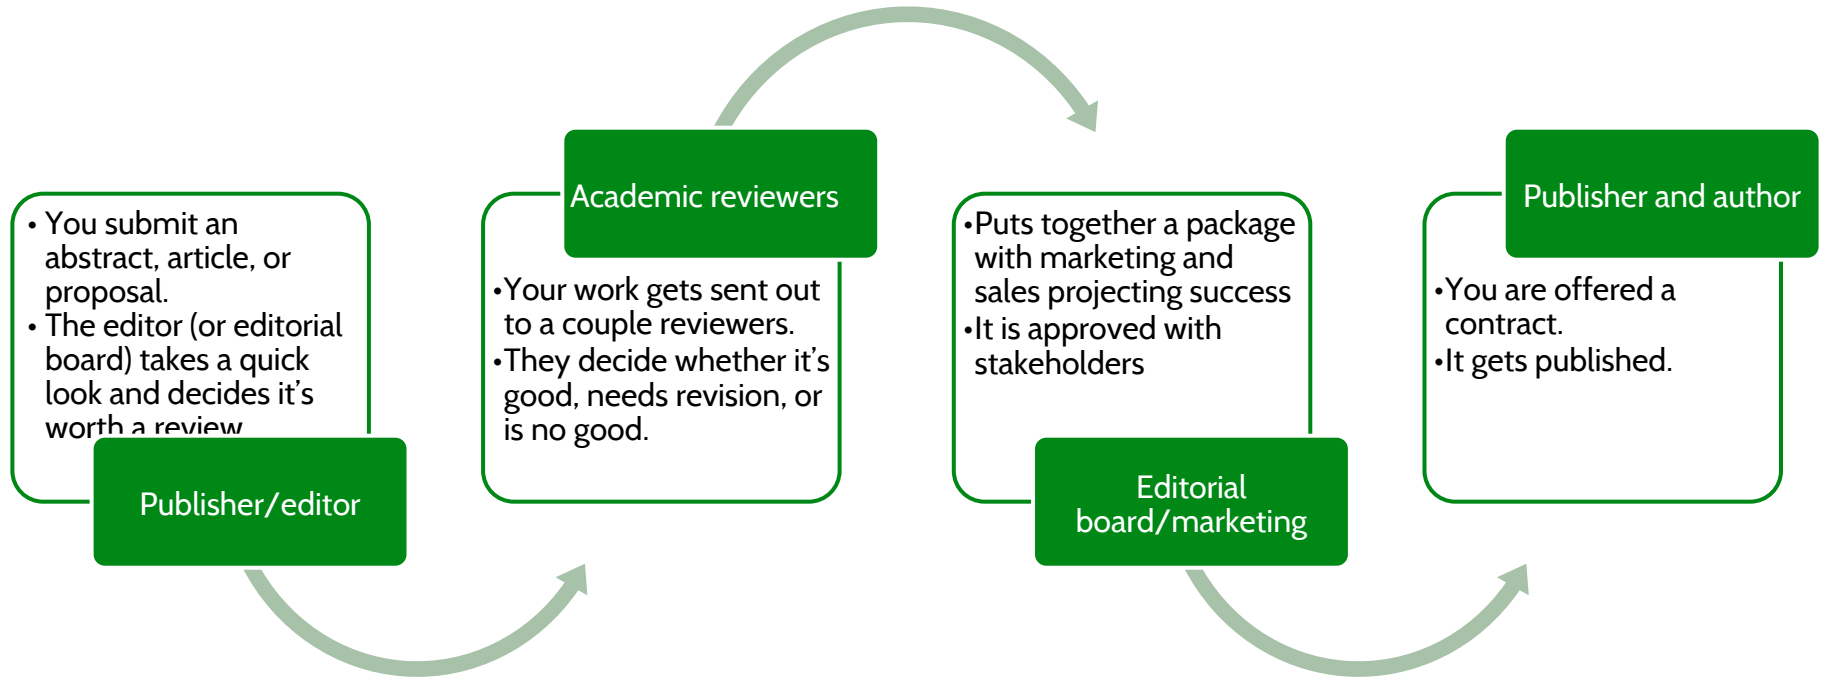 • You submit an
abstract, article, or
proposal.
• The editor (or editorial
board) takes a quick
look and decides it's
worth a review
Publisher/editor
Academic reviewers
•Your work gets sent out
to a couple reviewers.
•They decide whether it's
good, needs revision, or
is no good.
•Puts together a package
with marketing and
sales projecting success
•It is approved with
stakeholders
Editorial
board/marketing
Publisher and author
•You are offered a
contract.
•It gets published.